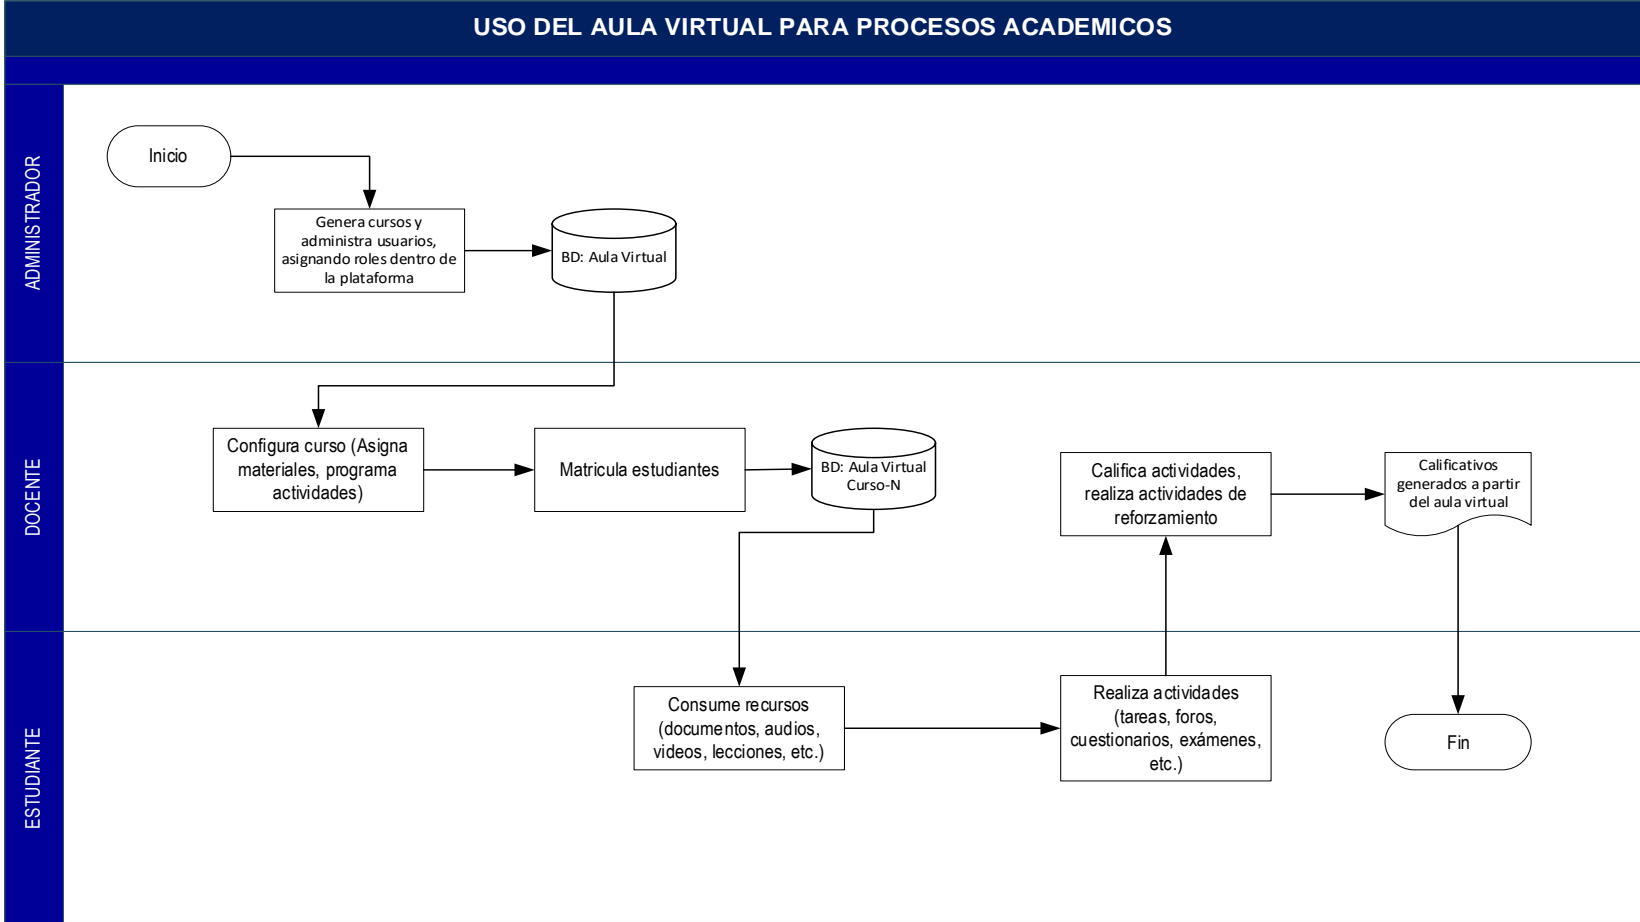 USO DEL AULA VIRTUAL PARA PROCESOS ACADEMICOS
ADMINISTRADOR
Inicio
Genera cursos y
administra usuarios,
asignando roles dentro de
la plataforma
BD: Aula Virtual
DOCENTE
Configura curso (Asigna
materiales, programa
actividades)
Matricula estudiantes
BD: Aula Virtual
Curso-N
Califica actividades,
realiza actividades de
reforzamiento
Calificativos
generados a partir
del aula virtual
ESTUDIANTE
Consume recursos
(documentos, audios,
videos, lecciones, etc.)
Realiza actividades
(tareas, foros,
cuestionarios, exámenes,
etc.)
Fin